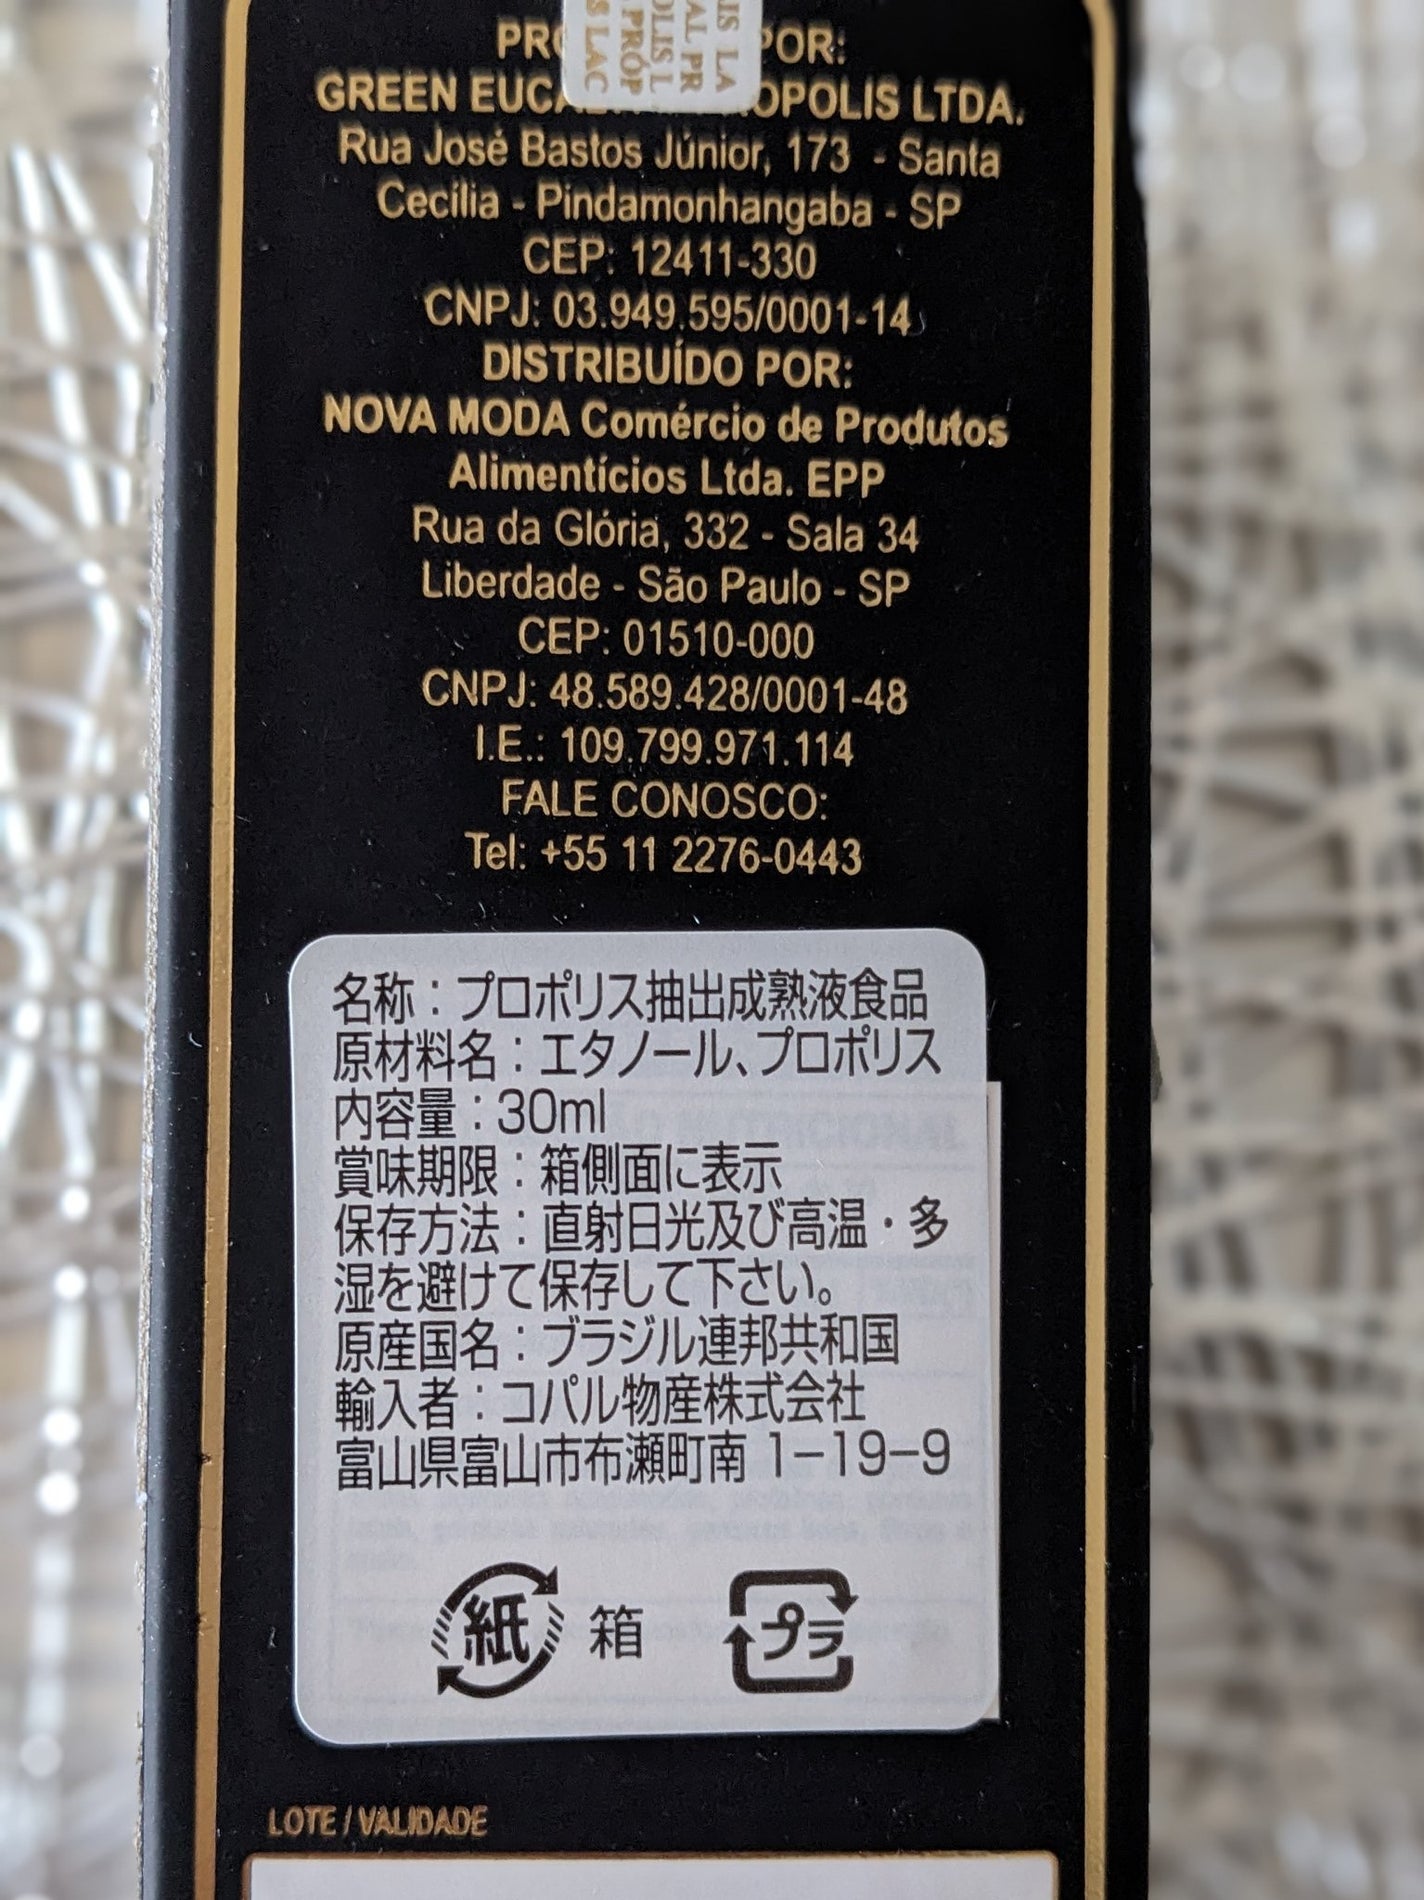 POR:
GREEN LTDA.
Rua José Bastos Júnior, 173 - Santa
Cecília - Pindamonhangaba - SP
CEP: 12411-330
CNPJ: 03.949.595/0001-14
DISTRIBUÍDO POR:
NOVA MODA Comércio de Produtos
Alimentícios Ltda. EPP
Rua da Glória, 332 - Sala 34
Liberdade - São Paulo - SP
CEP: 01510-000
CNPJ: 48.589.428/0001-48
I.E.: 109.799.971.114
FALE CONOSCO:
Tel: +55 11 2276-0443
名称：プロポリス抽出成熟液食品
原材料名：エタノール、プロポリス
内容量：30ml
賞味期限：箱側面に表示
保存方法：直射日光及び高温・多
湿を避けて保存して下さい。
原産国名：ブラジル連邦共和国
輸入者：コパル物産株式会社
富山県富山市布瀬町南 1-19-9
紙 箱 プラ
LOTE / VALIDADE